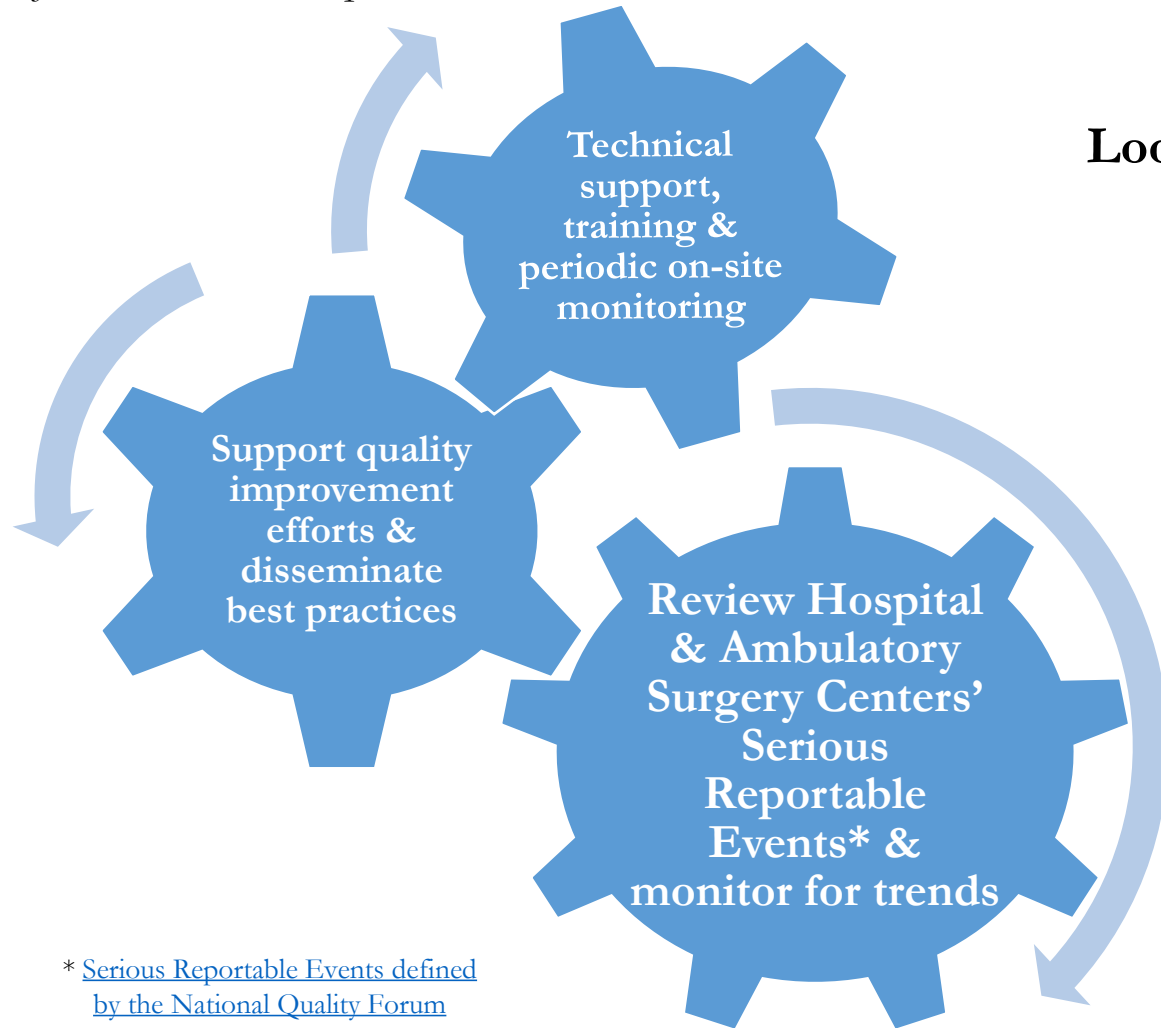 Technical
support,
training &
periodic on-site
monitoring
Support quality
improvement
efforts &
disseminate
best practices
Review Hospital
& Ambulatory
Surgery Centers’
Serious
Reportable
Events* &
monitor for trends
* Serious Reportable Events defined
by the National Quality Forum